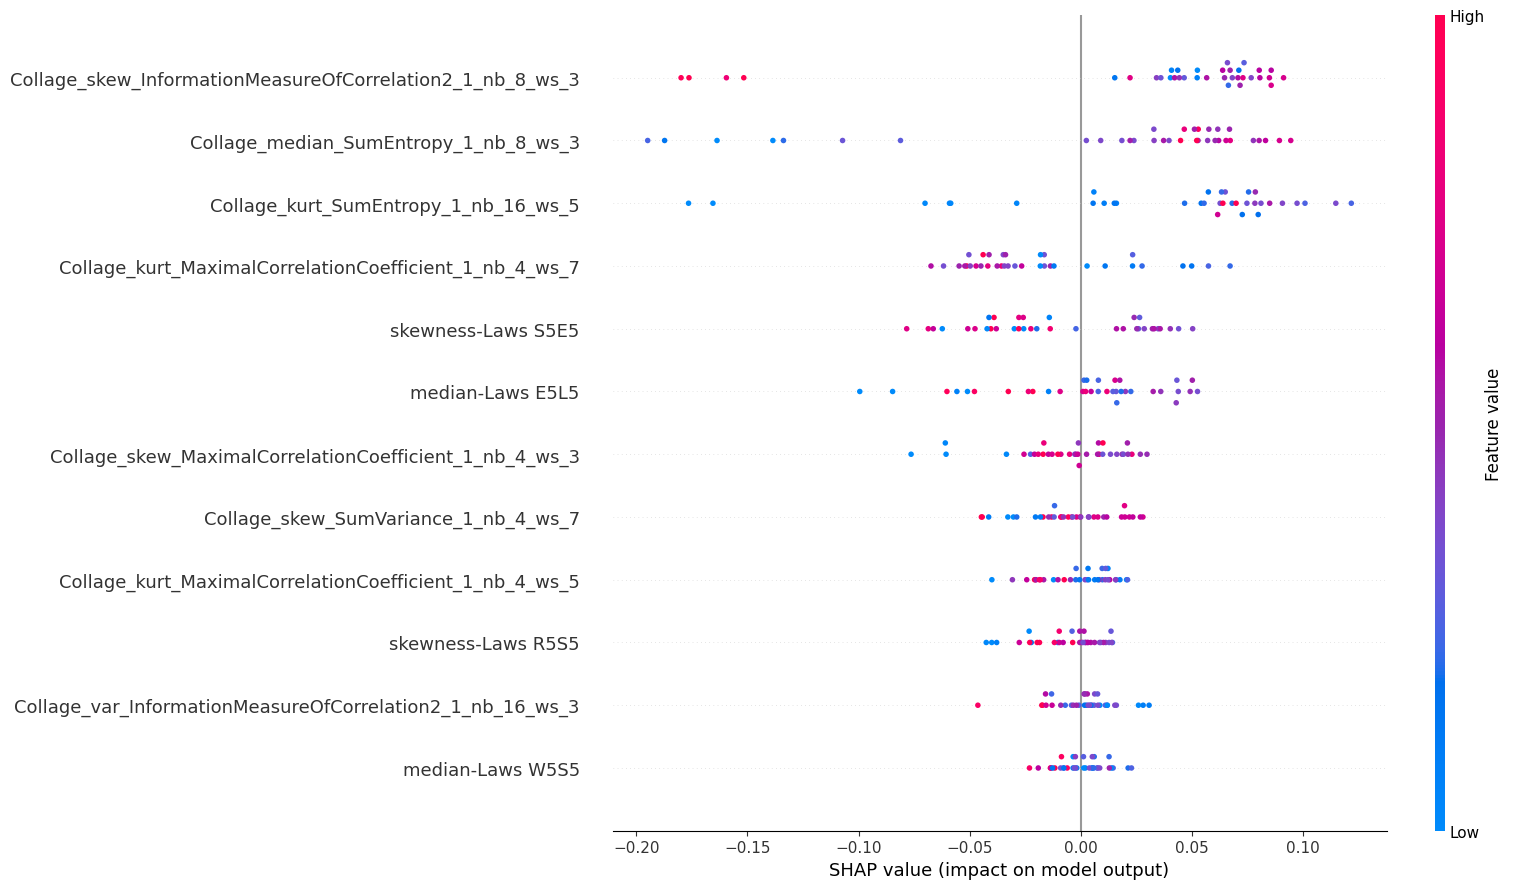 High
Collage_skew_InformationMeasureOfCorrelation2_1_nb_8_ws_3
Collage_median_SumEntropy_1_nb_8_ws_3
Collage_kurt_SumEntropy_1_nb_16_ws_5
Collage_kurt_MaximalCorrelationCoefficient_1_nb_4_ws_7
skewness-Laws S5E5
median-Laws E5L5
Collage_skew_MaximalCorrelationCoefficient_1_nb_4_ws_3
Collage_skew_SumVariance_1_nb_4_ws_7
Collage_kurt_MaximalCorrelationCoefficient_1_nb_4_ws_5
skewness-Laws R5S5
Collage_var_InformationMeasureOfCorrelation2_1_nb_16_ws_3
median-Laws W5S5
Feature value
Low
−0.20 −0.15 −0.10 −0.05 0.00 0.05 0.10
SHAP value (impact on model output)